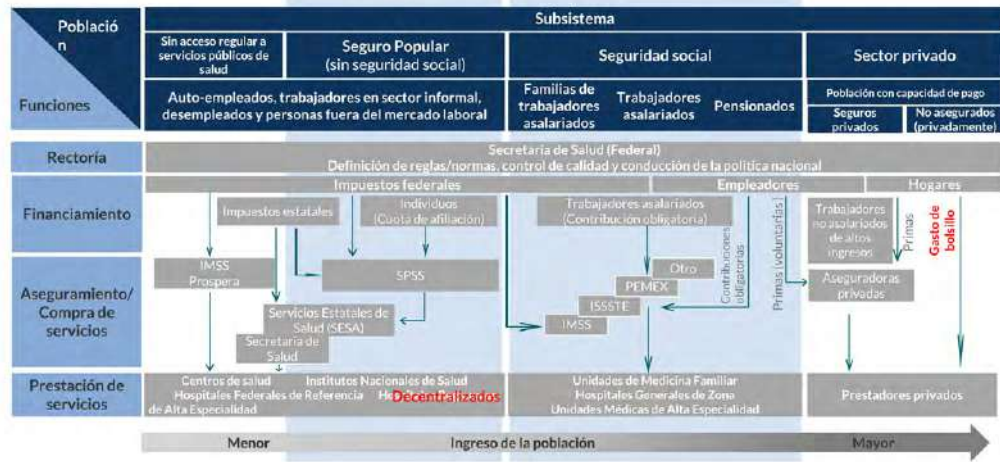 Població
n
Funciones
Subsistema
Sin acceso regular a
servicios públicos de
salud
Seguro Popular
(sin seguridad social)
Seguridad social
Sector privado
Auto-empleados, trabajadores en sector informal,
desempleados y personas fuera del mercado laboral
Familias de
trabajadores
asalariados
Trabajadores
asalariados
Pensionados
Población con capacidad de pago
Seguros
privados
No asegurados
(privadamente)
Rectoría
Secretaría de Salud (Federal)
Definición de reglas/normas, control de calidad y conducción de la política nacional
Financiamiento
Impuestos federales
Empleadores
Hogares
Impuestos estatales
Individuos
(Cuota de afiliación)
Trabajadores asalariados
(Contribución obligatoria)
Trabajadores
no asalariados
de altos
ingresos
Primas
Gasto de
bolsillo
Primas (voluntarias)
Contribuciones
obligatorias
Aseguramiento/
Compra de
servicios
IMSS
Prospera
SPSS
Servicios Estatales de
Salud (SESA)
Secretaría de
Salud
Otro
PEMEX
ISSSTE
IMSS
Aseguradoras
privadas
Prestación de
servicios
Centros de salud
Hospitales Federales de Referencia
de Alta Especialidad
Institutos Nacionales de Salud
Decentralizados
Unidades de Medicina Familiar
Hospitales Generales de Zona
Unidades Médicas de Alta Especialidad
Prestadores privados
Menor
Ingreso de la población
Mayor